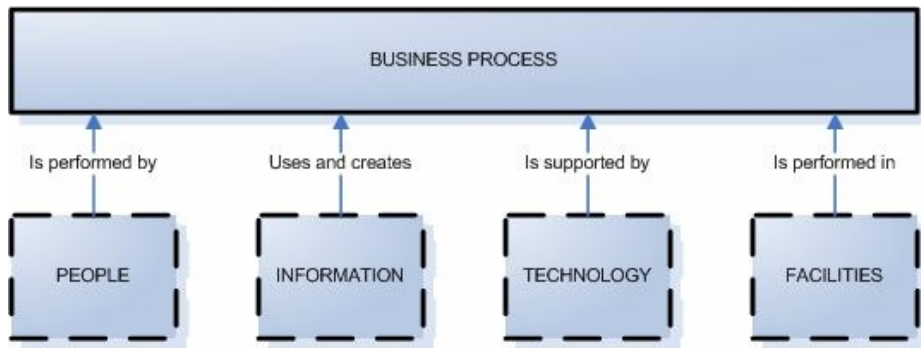 BUSINESS PROCESS
Is performed by
Uses and creates
Is supported by
Is performed in
PEOPLE
INFORMATION
TECHNOLOGY
FACILITIES